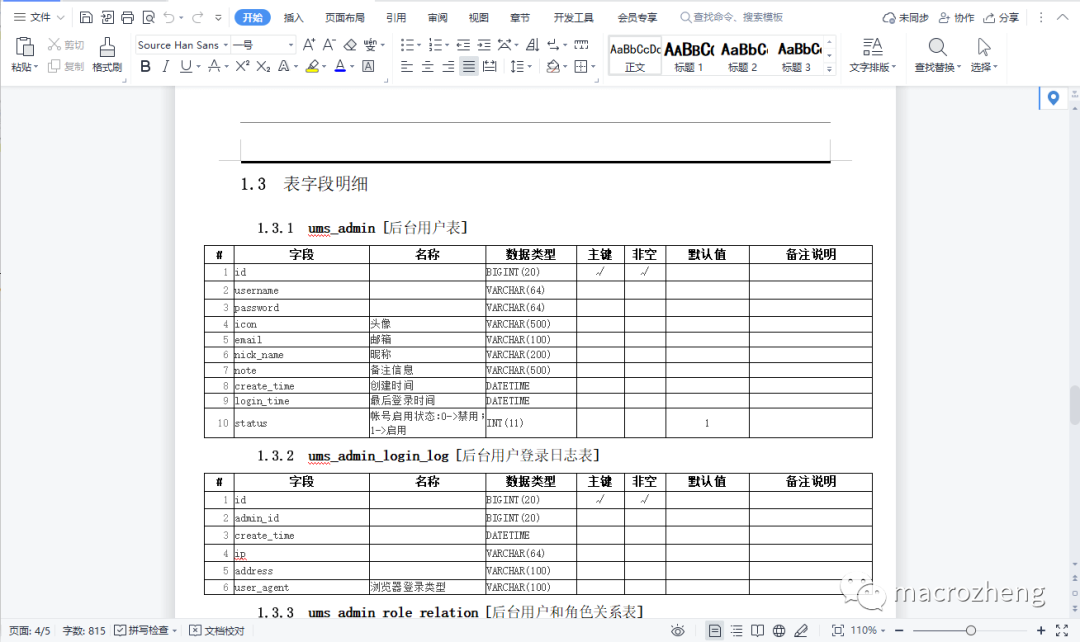 文件 开始 插入 页面布局 引用 审阅 视图 章节 开发工具 会员专享 查找命令、搜索模板 未同步 协作 分享
粘贴 剪切 复制 格式刷 Source Han Sans 一号 B I U X² X₂ A A A
AaBbCcDd AaBbC AaBbC AaBbC
正文 标题 1 标题 2 标题 3 文字排版 查找替换 选择
1.3 表字段明细
1.3.1 ums_admin [后台用户表]
# 字段 名称 数据类型 主键 非空 默认值 备注说明
1 id BIGINT(20) √ √
2 username VARCHAR(64)
3 password VARCHAR(64)
4 icon 头像 VARCHAR(500)
5 email 邮箱 VARCHAR(100)
6 nick_name 昵称 VARCHAR(200)
7 note 备注信息 VARCHAR(500)
8 create_time 创建时间 DATETIME
9 login_time 最后登录时间 DATETIME
10 status 帐号启用状态:0->禁用; 1->启用 INT(11) 1
1.3.2 ums_admin_login_log [后台用户登录日志表]
# 字段 名称 数据类型 主键 非空 默认值 备注说明
1 id BIGINT(20) √ √
2 admin_id BIGINT(20)
3 create_time DATETIME
4 ip VARCHAR(64)
5 address VARCHAR(100)
6 user_agent 浏览器登录类型 VARCHAR(100)
macrozheng
1.3.3 ums_admin_role_relation [后台用户和角色关系表]
页面: 4/5 字数: 815 拼写检查 文档校对 110%